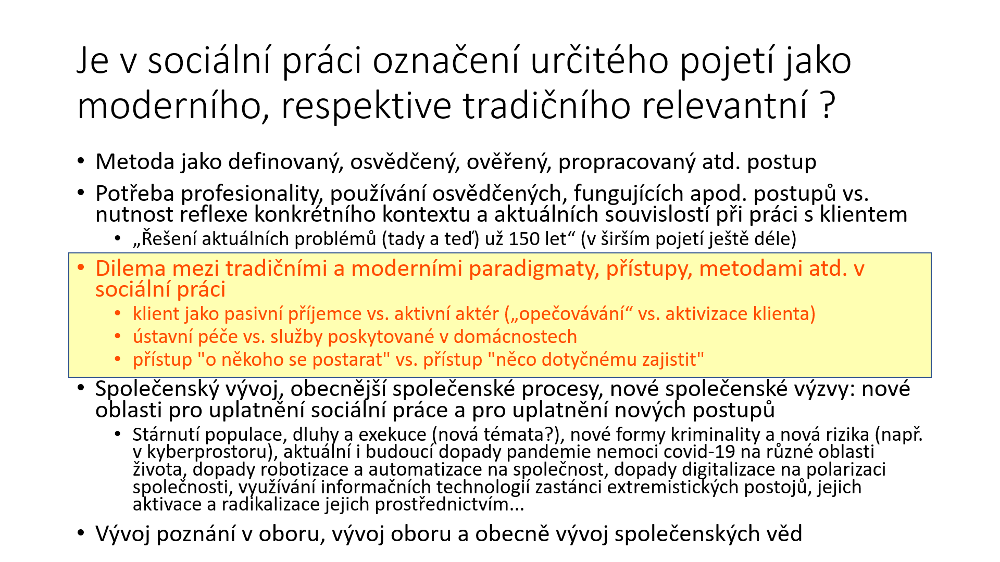 Je v sociální práci označení určitého pojetí jako
moderního, respektive tradičního relevantní ?
• Metoda jako definovaný, osvědčený, ověřený, propracovaný atd. postup
• Potřeba profesionality, používání osvědčených, fungujících apod. postupů vs.
nutnost reflexe konkrétního kontextu a aktuálních souvislostí při práci s klientem
• „Řešení aktuálních problémů (tady a teď) už 150 let“ (v širším pojetí ještě déle)
• Dilema mezi tradičními a moderními paradigmaty, přístupy, metodami atd. v
sociální práci
• klient jako pasivní příjemce vs. aktivní aktér („opečovávání“ vs. aktivizace klienta)
• ústavní péče vs. služby poskytované v domácnostech
• přístup "o někoho se postarat" vs. přístup "něco dotyčnému zajistit"
• Společenský vývoj, obecnější společenské procesy, nové společenské výzvy: nové
oblasti pro uplatnění sociální práce a pro uplatnění nových postupů
• Stárnutí populace, dluhy a exekuce (nová témata?), nové formy kriminality a nová rizika (např.
v kyberprostoru), aktuální i budoucí dopady pandemie nemoci covid-19 na různé oblasti
života, dopady robotizace a automatizace na společnost, dopady digitalizace na polarizaci
společnosti, využívání informačních technologií zastánci extremistických postojů, jejich
aktivace a radikalizace jejich prostřednictvím...
• Vývoj poznání v oboru, vývoj oboru a obecně vývoj společenských věd